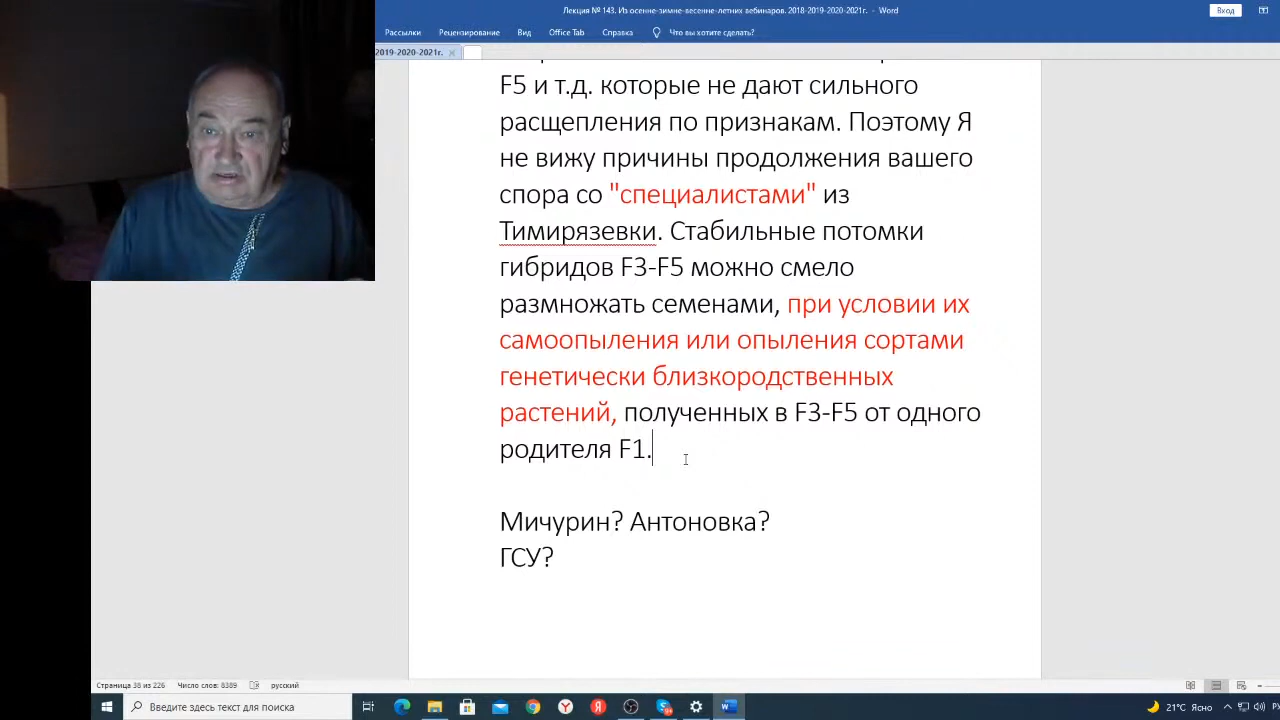 Лекция № 143. Из осенне-зимне-весенне-летних вебинаров. 2018-2019-2020-2021г. - Word
Вход
Рассылки Рецензирование Вид Office Tab Справка Что вы хотите сделать?
2019-2020-2021г.
F5 и т.д. которые не дают сильного
расщепления по признакам. Поэтому Я
не вижу причины продолжения вашего
спора со "специалистами" из
Тимирязевки. Стабильные потомки
гибридов F3-F5 можно смело
размножать семенами, при условии их
самоопыления или опыления сортами
генетически близкородственных
растений, полученных в F3-F5 от одного
родителя F1.
Мичурин? Антоновка?
ГСУ?
Страница 38 из 226 Число слов: 8389 русский
Введите здесь текст для поиска
21°C Ясно